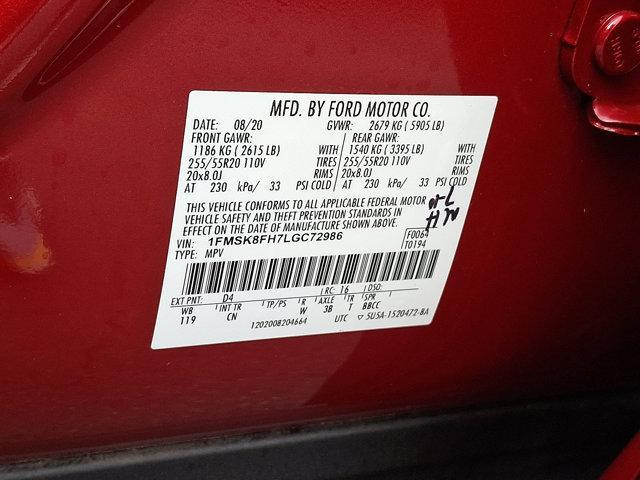 MFD. BY FORD MOTOR CO.
DATE: 08/20 GVWR: 2679 KG ( 5905 LB)
FRONT GAWR: REAR GAWR:
1186 KG ( 2615 LB) WITH 1540 KG ( 3395 LB) WITH
255/55R20 110V TIRES 255/55R20 110V TIRES
20x8.0J RIMS 20x8.0J RIMS
AT 230 kPa/ 33 PSI COLD AT 230 kPa/ 33 PSI COLD
THIS VEHICLE CONFORMS TO ALL APPLICABLE FEDERAL MOTOR
VEHICLE SAFETY AND THEFT PREVENTION STANDARDS IN
EFFECT ON THE DATE OF MANUFACTURE SHOWN ABOVE.
VIN: 1FMSK8FH7LGC72986 F0064
TYPE: MPV T0194
EXT PNT: D4 RC: 16 DSO:
WB INT TR TP/PS R AXLE TR SPR
119 CN W 3B T BBCC
1202008204664 UTC ▽ 5USA-1520472-BA